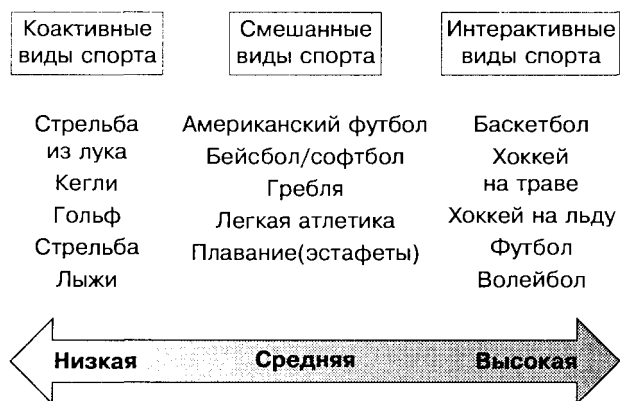 Коактивные
виды спорта
Смешанные
виды спорта
Интерактивные
виды спорта
Стрельба
из лука
Кегли
Гольф
Стрельба
Лыжи
Американский футбол
Бейсбол/софтбол
Гребля
Легкая атлетика
Плавание(эстафеты)
Баскетбол
Хоккей
на траве
Хоккей на льду
Футбол
Волейбол
Низкая
Средняя
Высокая